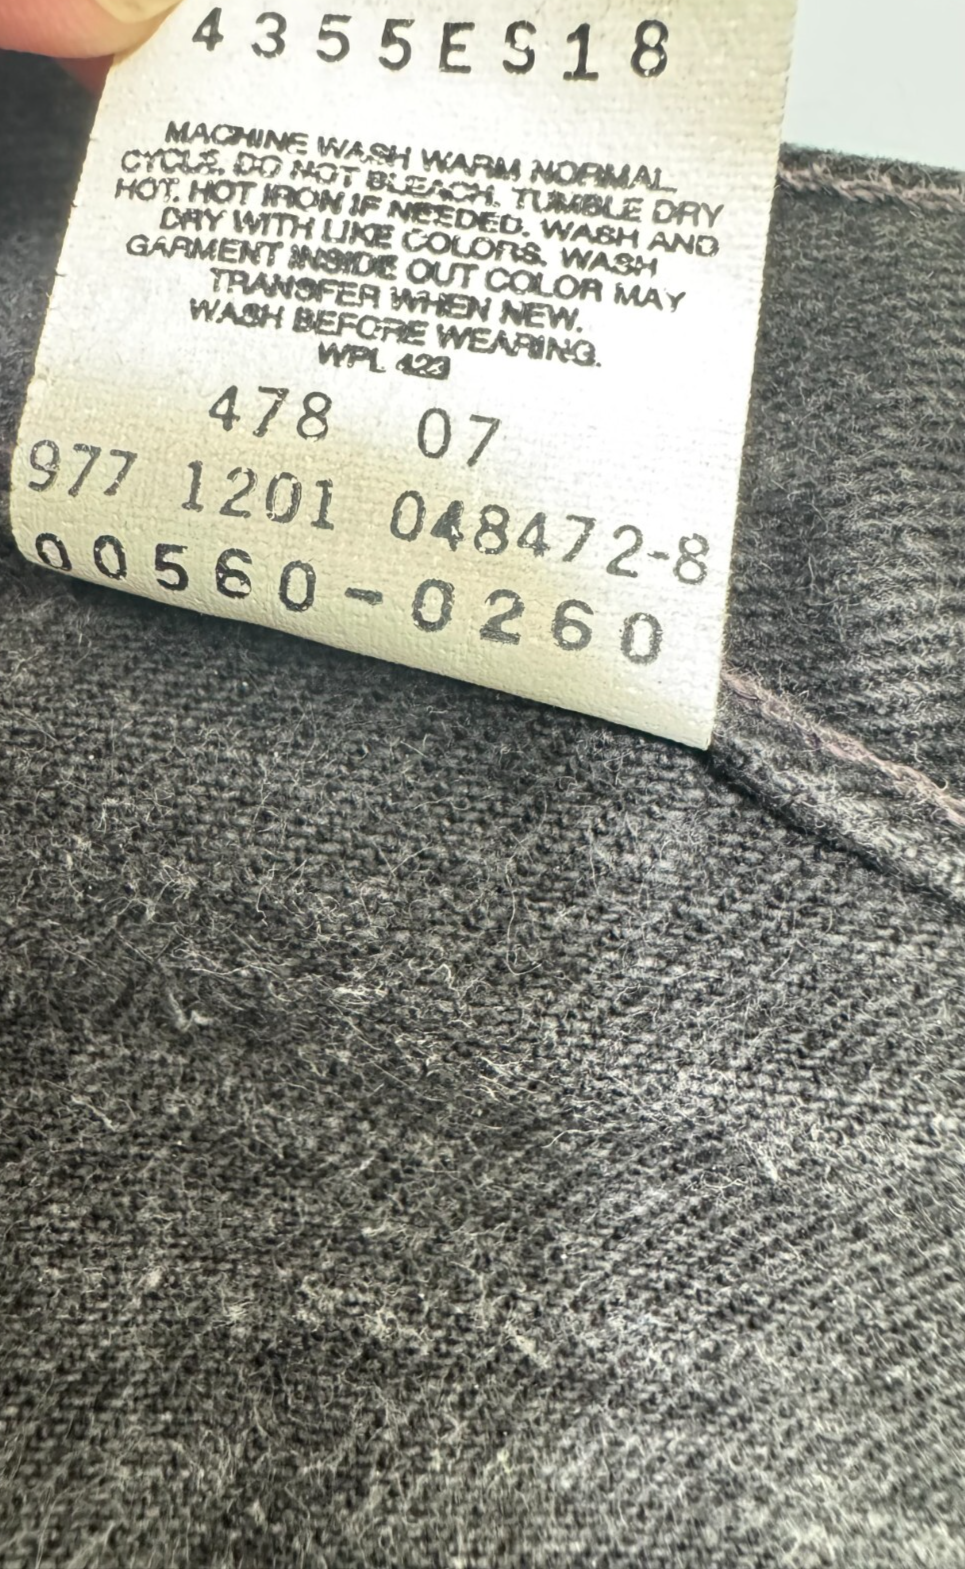 4355ES18
MACHINE WASH WARM NORMAL
CYCLE. DO NOT BLEACH. TUMBLE DRY
HOT. HOT IRON IF NEEDED. WASH AND
DRY WITH LIKE COLORS. WASH
GARMENT INSIDE OUT COLOR MAY
TRANSFER WHEN NEW.
WASH BEFORE WEARING.
WPL 423
478 07
977 1201 048472-8
00560-0260